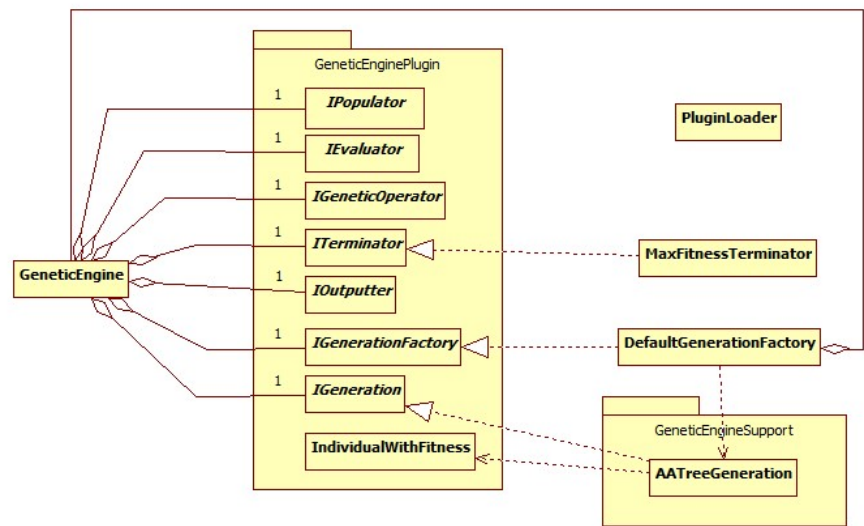 GeneticEnginePlugin
1
IPopulator
PluginLoader
1
IEvaluator
1
IGeneticOperator
1
ITerminator
MaxFitnessTerminator
GeneticEngine
1
IOutputter
1
IGenerationFactory
DefaultGenerationFactory
1
IGeneration
GeneticEngineSupport
IndividualWithFitness
AATreeGeneration